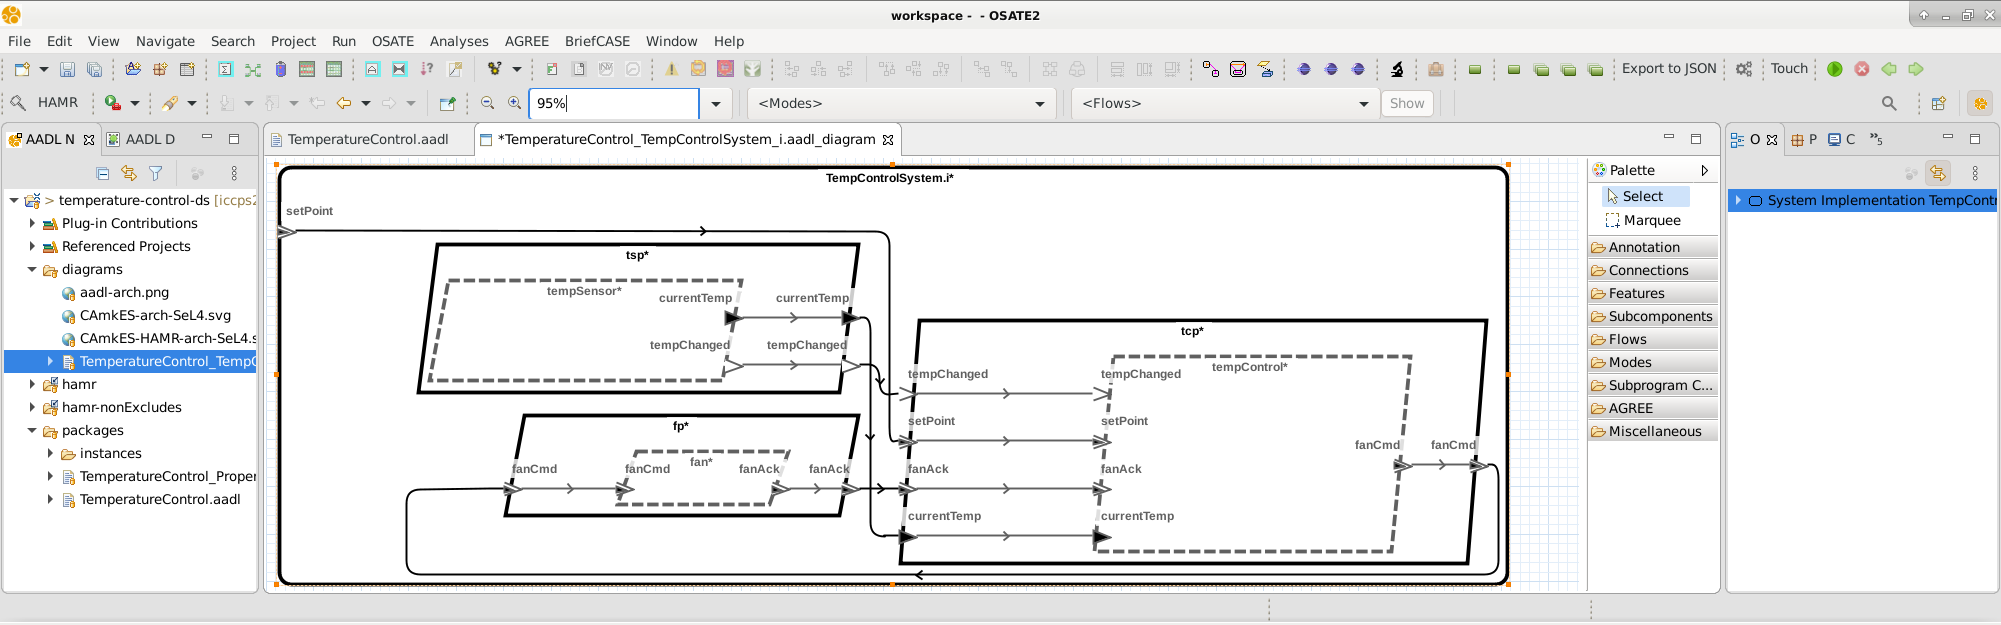 workspace -  - OSATE2
File Edit View Navigate Search Project Run OSATE Analyses AGREE BriefCASE Window Help
Export to JSON Touch
HAMR 95% <Modes> <Flows> Show
AADL N AADL D
TemperatureControl.aadl *TemperatureControl_TempControlSystem_i.aadl_diagram
O P C »5
> temperature-control-ds [iccps2
Plug-in Contributions
Referenced Projects
diagrams
aadl-arch.png
CAmkES-arch-SeL4.svg
CAmkES-HAMR-arch-SeL4.s
TemperatureControl_TempC
hamr
hamr-nonExcludes
packages
instances
TemperatureControl_Proper
TemperatureControl.aadl
TempControlSystem.i*
setPoint
tsp*
tempSensor*
currentTemp currentTemp
tempChanged tempChanged
fp*
fan*
fanCmd fanCmd fanAck fanAck
tcp*
tempControl*
tempChanged tempChanged
setPoint setPoint
fanCmd fanCmd
fanAck fanAck
currentTemp currentTemp
Palette
Select
Marquee
Annotation
Connections
Features
Subcomponents
Flows
Modes
Subprogram C...
AGREE
Miscellaneous
System Implementation TempContr